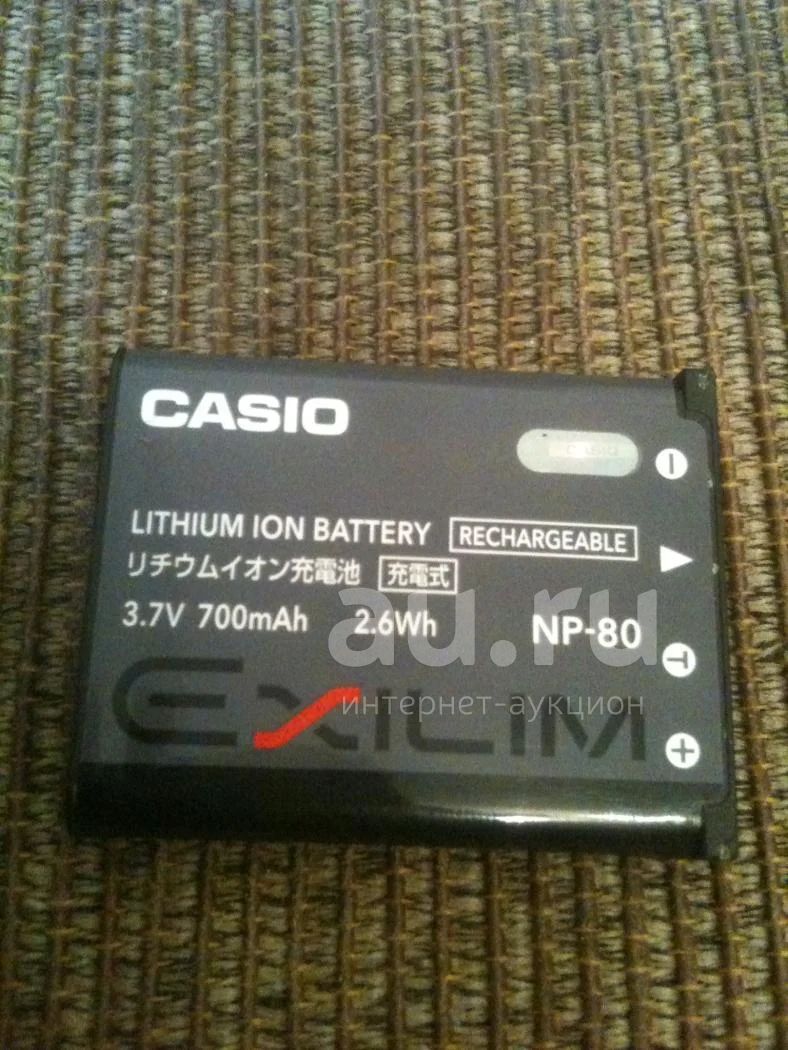 CASIO
CASIO
LITHIUM ION BATTERY RECHARGEABLE
リチウムイオン充電池 充電式
3.7V 700mAh 2.6Wh NP-80
au.ru
интернет-аукцион
EXILIM
T